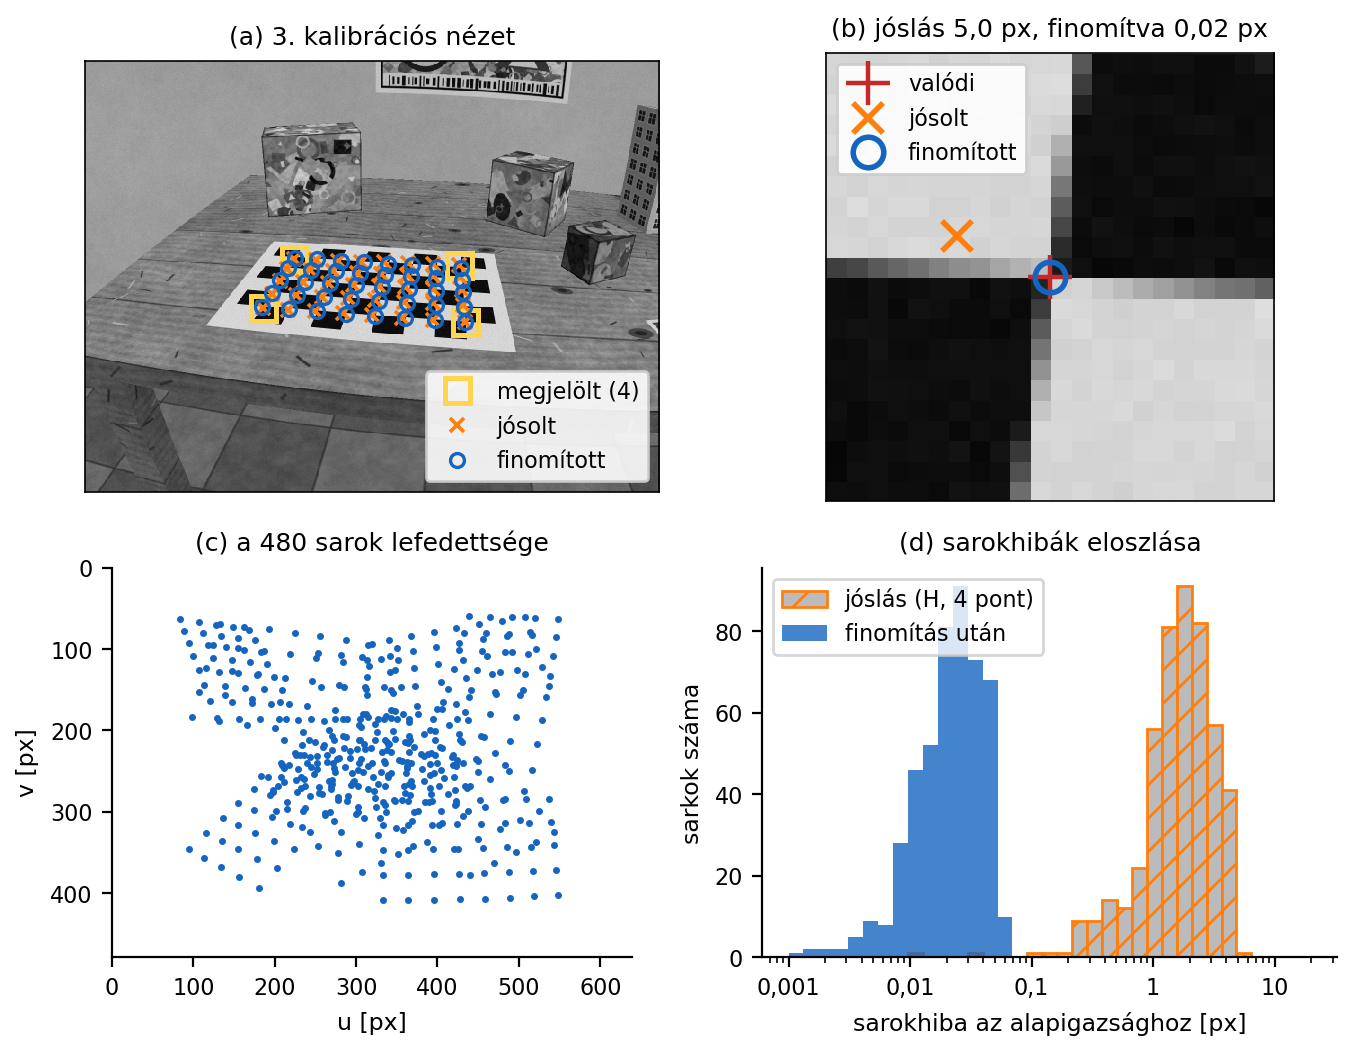 (a) 3. kalibrációs nézet
megjelölt (4)
jósolt
finomított
(b) jóslás 5,0 px, finomítva 0,02 px
valódi
jósolt
finomított
(c) a 480 sarok lefedettsége
v [px]
0
100
200
300
400
0 100 200 300 400 500 600
u [px]
(d) sarokhibák eloszlása
jóslás (H, 4 pont)
finomítás után
sarkok száma
80
60
40
20
0
0,001 0,01 0,1 1 10
sarokhiba az alapigazsághoz [px]